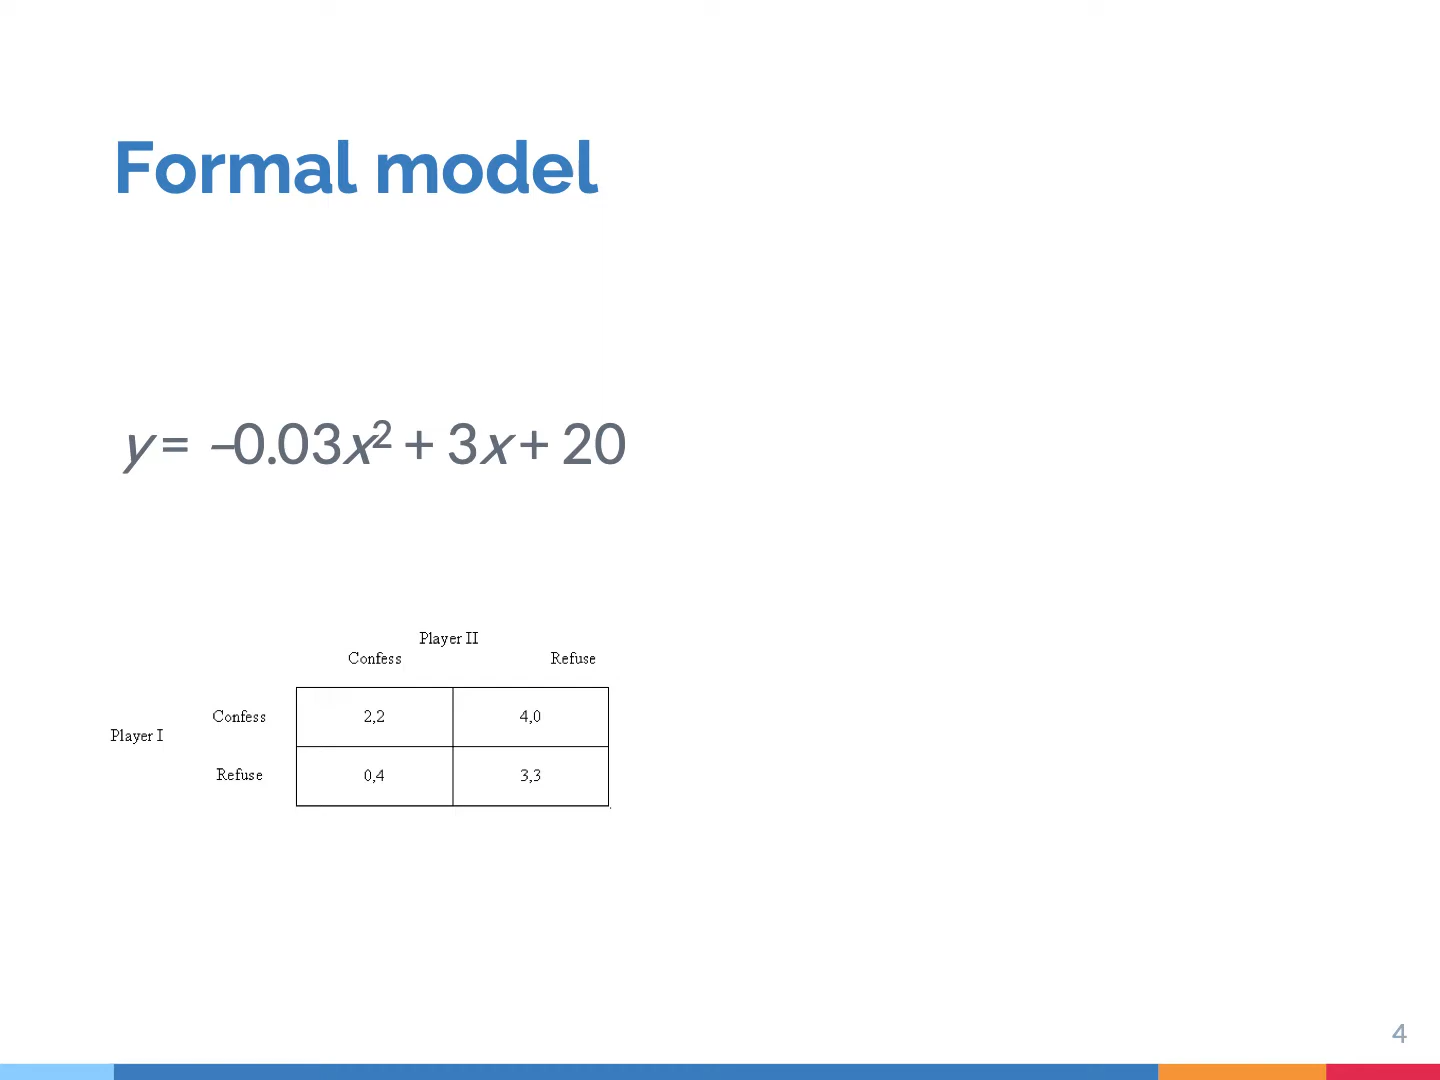 Formal model
y = –0.03x² + 3x + 20
Player II
Confess Refuse
Confess 2,2 4,0
Player I
Refuse 0,4 3,3
4